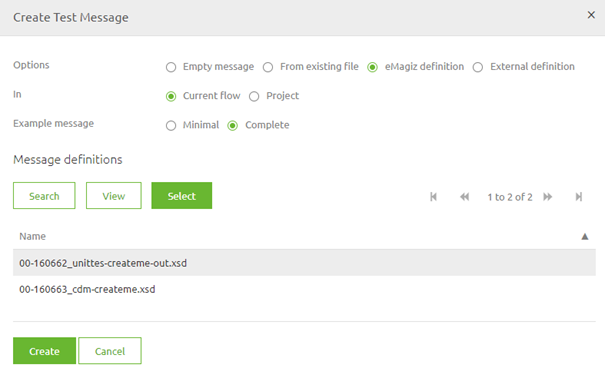 Create Test Message ×
Options Empty message From existing file eMagiz definition External definition
In Current flow Project
Example message Minimal Complete
Message definitions
Search View Select 1 to 2 of 2
Name
00-160662_unittes-createme-out.xsd
00-160663_cdm-createme.xsd
Create Cancel